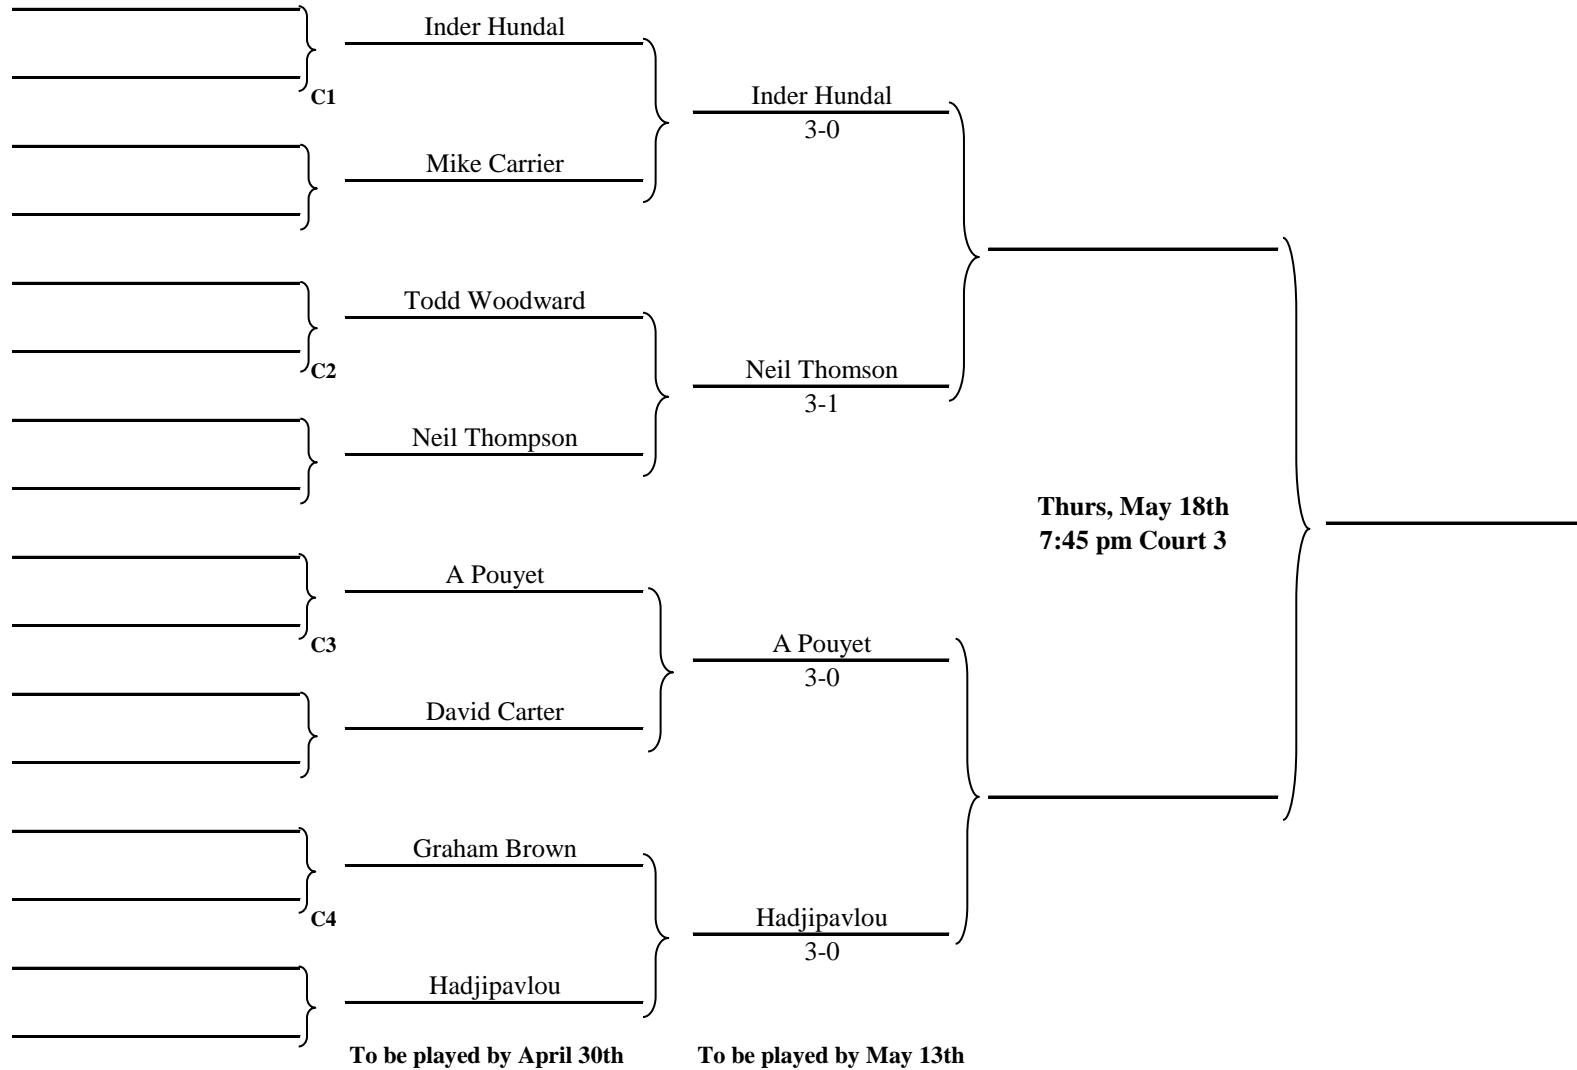 Inder Hundal
C1
Inder Hundal
3-0
Mike Carrier
Todd Woodward
C2
Neil Thomson
3-1
Neil Thompson
Thurs, May 18th
7:45 pm Court 3
A Pouyet
C3
A Pouyet
3-0
David Carter
Graham Brown
C4
Hadjipavlou
3-0
Hadjipavlou
To be played by April 30th
To be played by May 13th